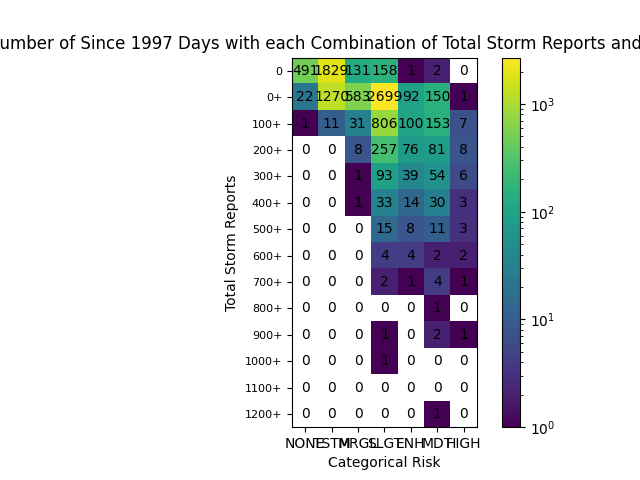 umber of Since 1997 Days with each Combination of Total Storm Reports and
0 491 1829 131 158 1 2 0
0+ 22 1270 583 2699 92 150 1
100+ 1 11 31 806 100 153 7
200+ 0 0 8 257 76 81 8
300+ 0 0 1 93 39 54 6
400+ 0 0 1 33 14 30 3
500+ 0 0 0 15 8 11 3
600+ 0 0 0 4 4 2 2
700+ 0 0 0 2 1 4 1
800+ 0 0 0 0 0 1 0
900+ 0 0 0 1 0 2 1
1000+ 0 0 0 1 0 0 0
1100+ 0 0 0 0 0 0 0
1200+ 0 0 0 0 0 1 0
NONE TSTM MRGL SLGT ENH MDT HIGH
Categorical Risk
Total Storm Reports
10³
10²
10¹
10⁰